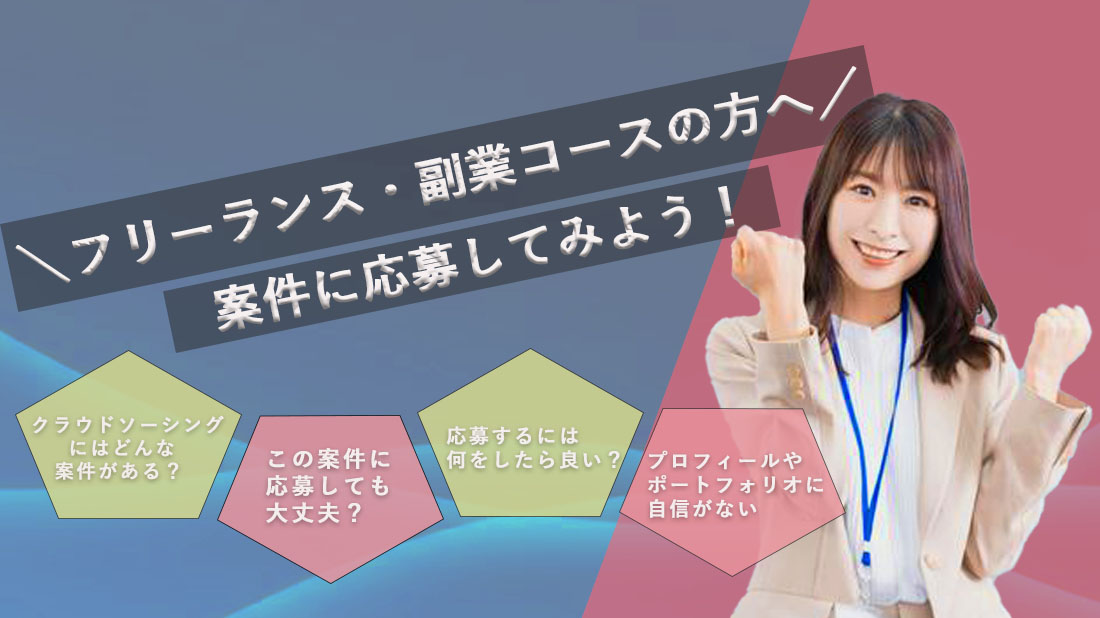 ＼フリーランス・副業コースの方へ／
案件に応募してみよう！
クラウドソーシング
にはどんな
案件がある？
この案件に
応募しても
大丈夫？
応募するには
何をしたら良い？
プロフィールや
ポートフォリオに
自信がない